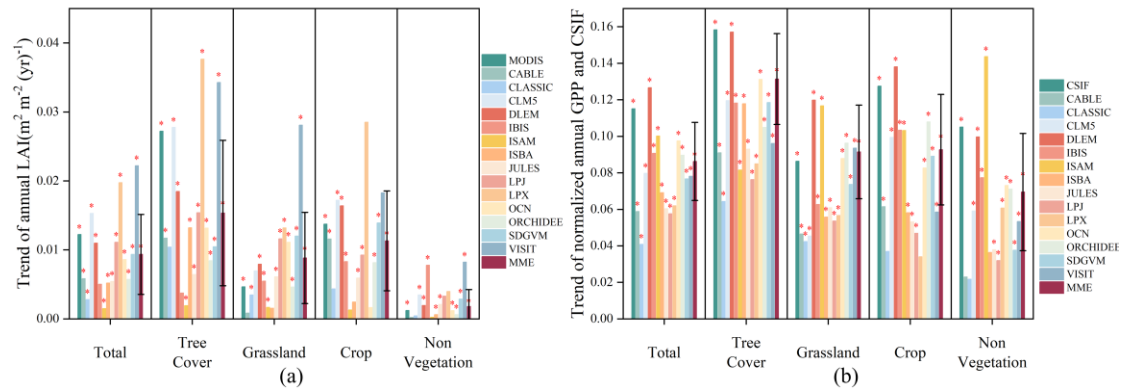 Trend of annual LAI(m² m⁻² (yr)⁻¹)
0.04
0.03
0.02
0.01
0.00
Total
Tree
Cover
Grassland
Crop
Non
Vegetation
(a)
MODIS
CABLE
CLASSIC
CLM5
DLEM
IBIS
ISAM
ISBA
JULES
LPJ
LPX
OCN
ORCHIDEE
SDGVM
VISIT
MME
Trend of normalized annual GPP and CSIF
0.16
0.14
0.12
0.10
0.08
0.06
0.04
0.02
0.00
Total
Tree
Cover
Grassland
Crop
Non
Vegetation
(b)
CSIF
CABLE
CLASSIC
CLM5
DLEM
IBIS
ISAM
ISBA
JULES
LPJ
LPX
OCN
ORCHIDEE
SDGVM
VISIT
MME